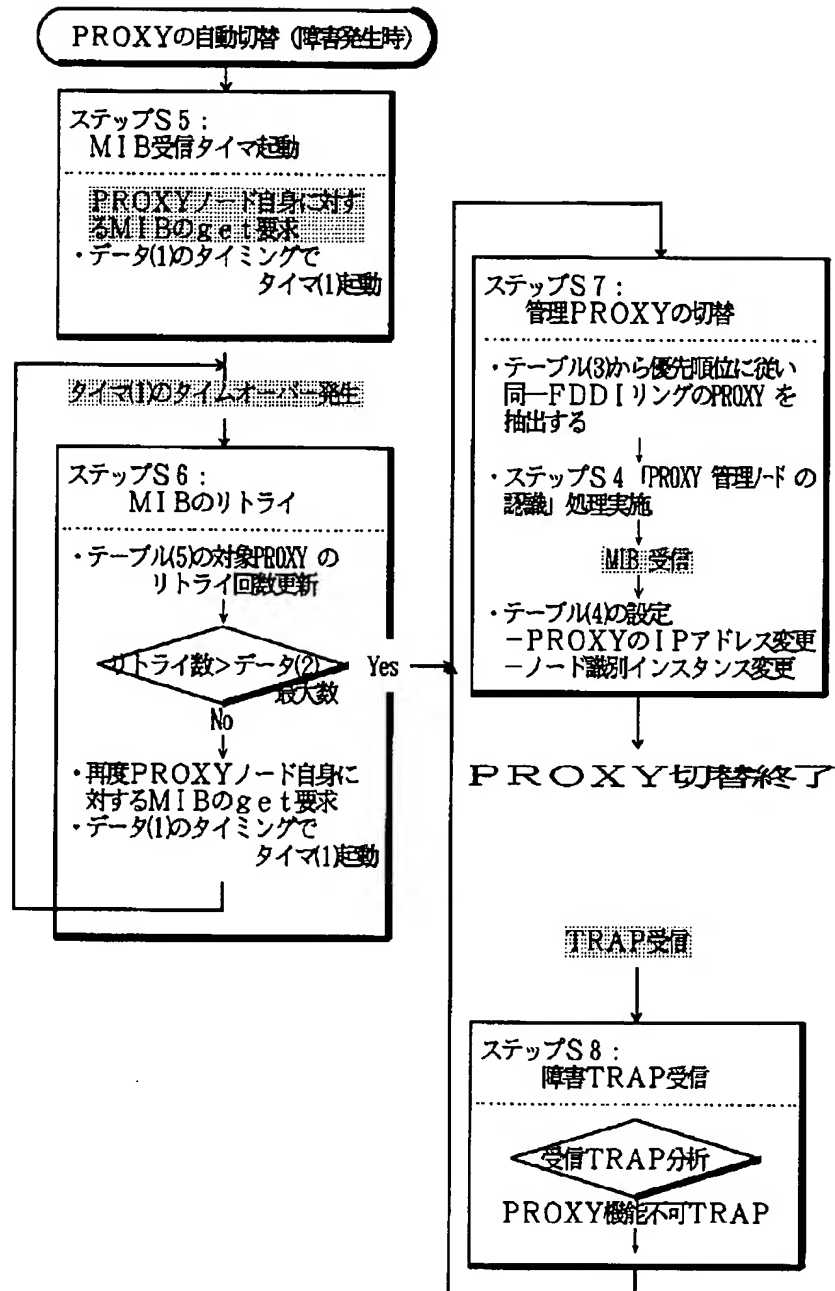 PROXYの自動切替(障害発生時)
ステップS5:
MIB受信タイマ起動
PROXYノード自身に対す
るMIBのget要求
・データ(1)のタイミングで
タイマ(1)起動
タイマ(1)のタイムオーバー発生
ステップS6:
MIBのリトライ
・テーブル(5)の対象PROXY の
リトライ回数更新
リトライ数>データ(2)
最大数
Yes
No
・再度PROXYノード自身に
対するMIBのget要求
・データ(1)のタイミングで
タイマ(1)起動
ステップS7:
管理PROXYの切替
・テーブル(3)から優先順位に従い
同一FDDIリングのPROXY を
抽出する
・ステップS4「PROXY 管理ノード の
認識」処理実施
MIB 受信
・テーブル(4)の設定
-PROXYのIPアドレス変更
-ノード識別インスタンス変更
PROXY切替終了
TRAP受信
ステップS8:
障害TRAP受信
受信TRAP分析
PROXY機能不可TRAP